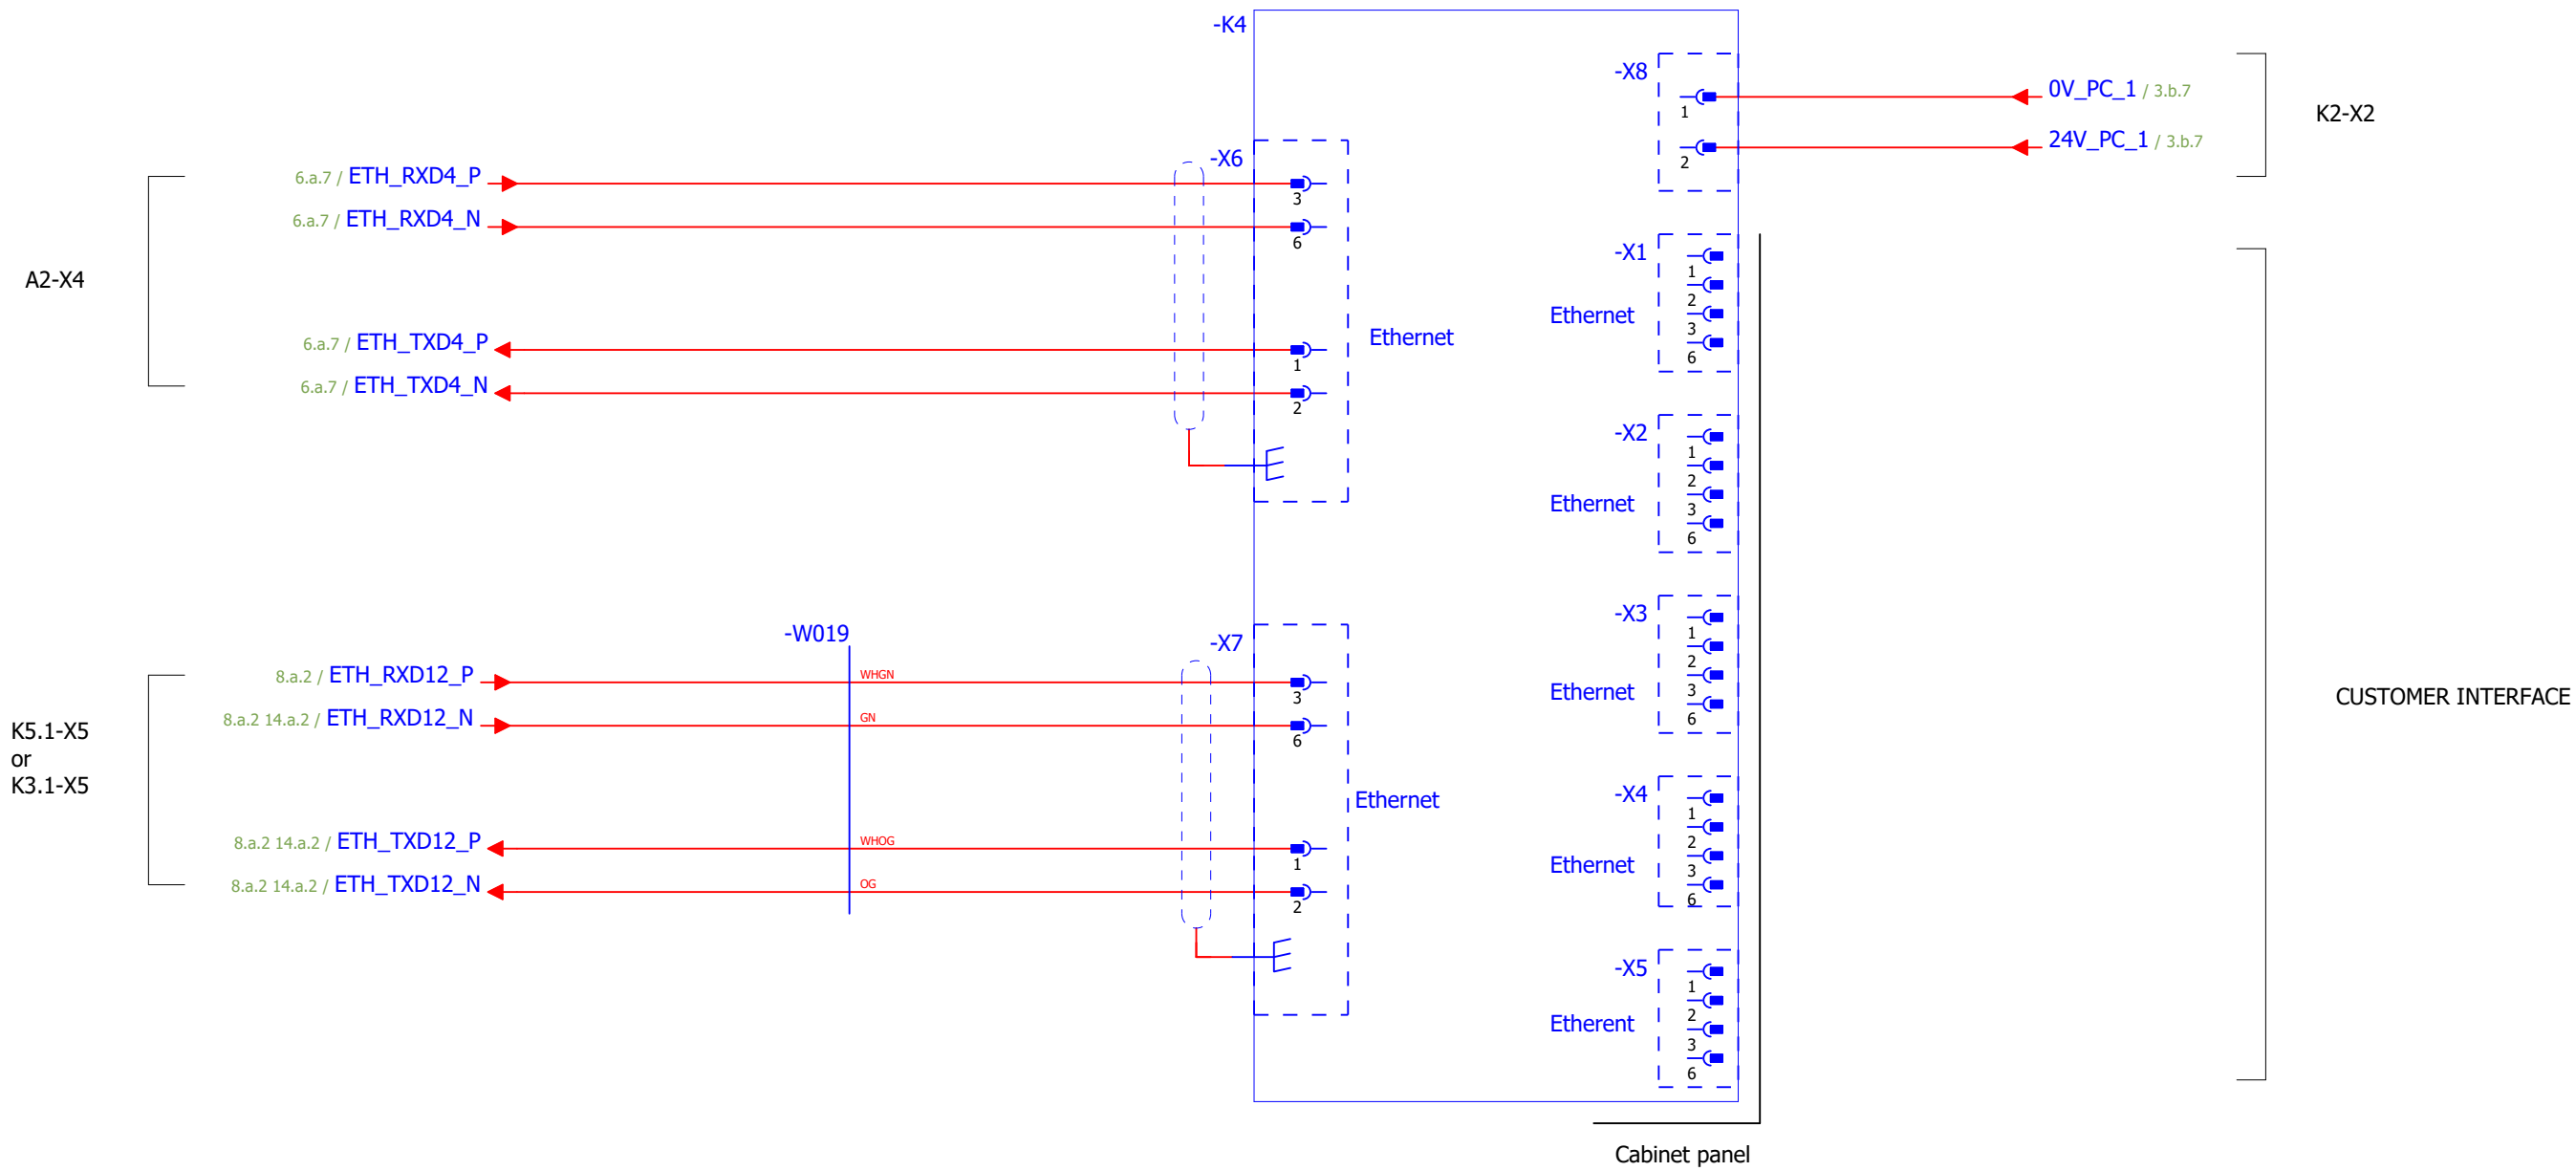 -K4
-X8
1
2
0V_PC_1 / 3.b.7
24V_PC_1 / 3.b.7
K2-X2
A2-X4
6.a.7 / ETH_RXD4_P
6.a.7 / ETH_RXD4_N
6.a.7 / ETH_TXD4_P
6.a.7 / ETH_TXD4_N
-X6
3
6
1
2
Ethernet
-X1
Ethernet
1
2
3
6
-X2
Ethernet
1
2
3
6
-X3
Ethernet
1
2
3
6
-X4
Ethernet
1
2
3
6
-X5
Etherent
1
2
3
6
CUSTOMER INTERFACE
K5.1-X5
or
K3.1-X5
8.a.2 / ETH_RXD12_P
8.a.2 14.a.2 / ETH_RXD12_N
8.a.2 14.a.2 / ETH_TXD12_P
8.a.2 14.a.2 / ETH_TXD12_N
-W019
WHGN
GN
WHOG
OG
-X7
3
6
1
2
Ethernet
Cabinet panel